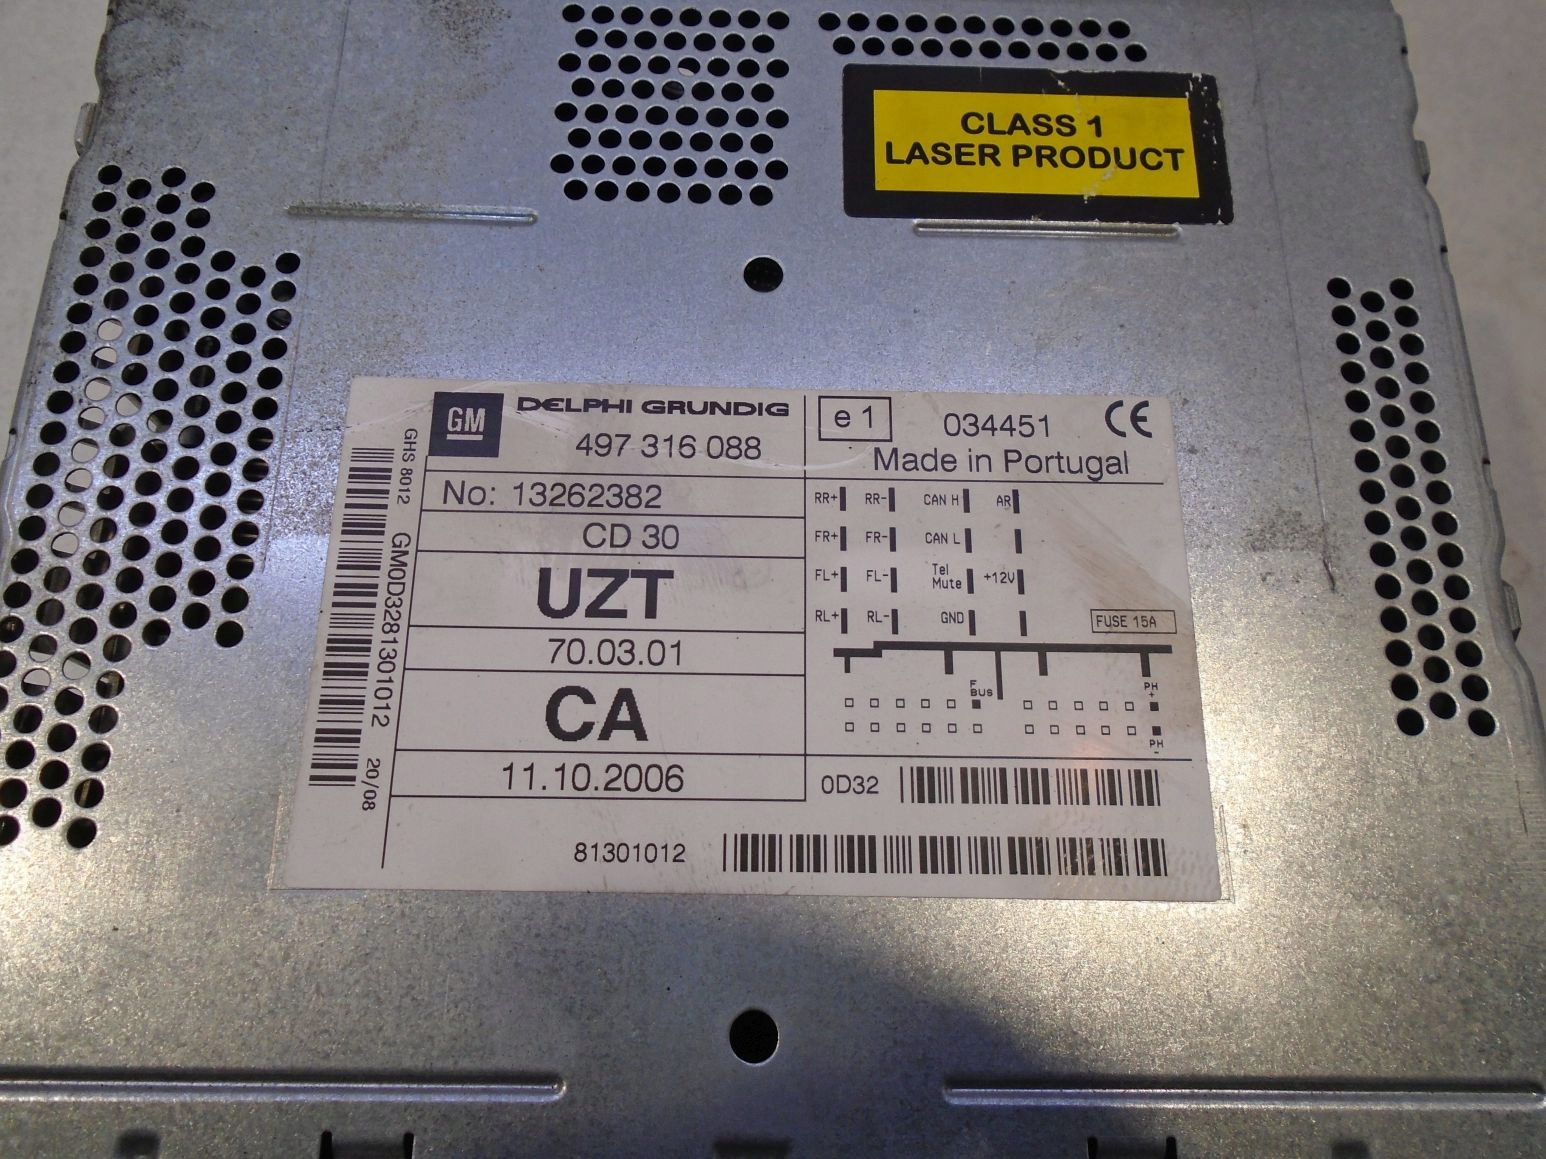 CLASS 1
LASER PRODUCT
GM DELPHI GRUNDIG
497 316 088
No: 13262382
CD 30
UZT
70.03.01
CA
11.10.2006
e 1 034451 CE
Made in Portugal
RR+ RR- CAN H AR
FR+ FR- CAN L
FL+ FL- Tel Mute +12V
RL+ RL- GND FUSE 15A
F BUS
PH +
PH -
0D32
81301012
GHS 8012 GM0D3281301012 20/08